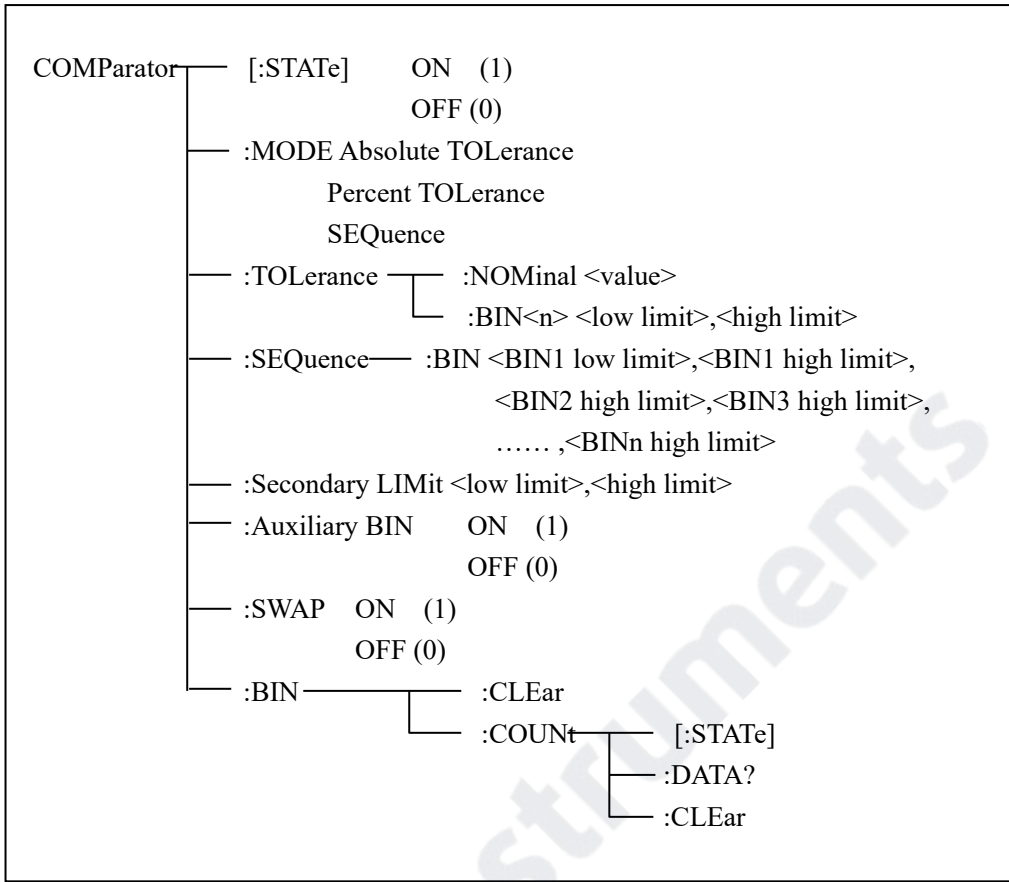 COMParator [:STATe] ON (1)
OFF (0)
:MODE Absolute TOLerance
Percent TOLerance
SEQuence
:TOLerance :NOMinal <value>
:BIN<n> <low limit>,<high limit>
:SEQuence :BIN <BIN1 low limit>,<BIN1 high limit>,
<BIN2 high limit>,<BIN3 high limit>,
…… ,<BINn high limit>
:Secondary LIMit <low limit>,<high limit>
:Auxiliary BIN ON (1)
OFF (0)
:SWAP ON (1)
OFF (0)
:BIN :CLEar
:COUNt [:STATe]
:DATA?
:CLEar
struments